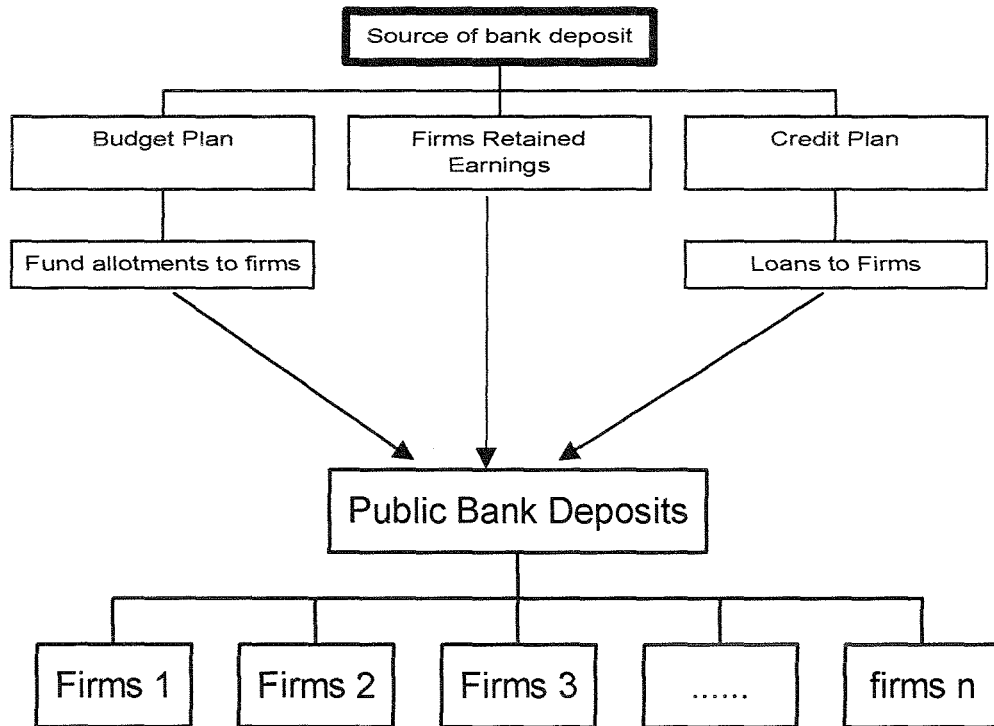 Source of bank deposit
Budget Plan
Firms Retained
Earnings
Credit Plan
Fund allotments to firms
Loans to Firms
Public Bank Deposits
Firms 1
Firms 2
Firms 3
......
firms n